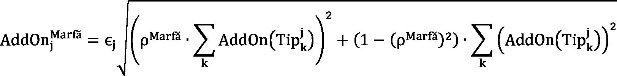 AddOn_j^Marfă = ϵ_j √((ρ^Marfă · ∑_k AddOn(Tip_k^j))^2 + (1 − (ρ^Marfă)^2) · ∑_k (AddOn(Tip_k^j))^2)